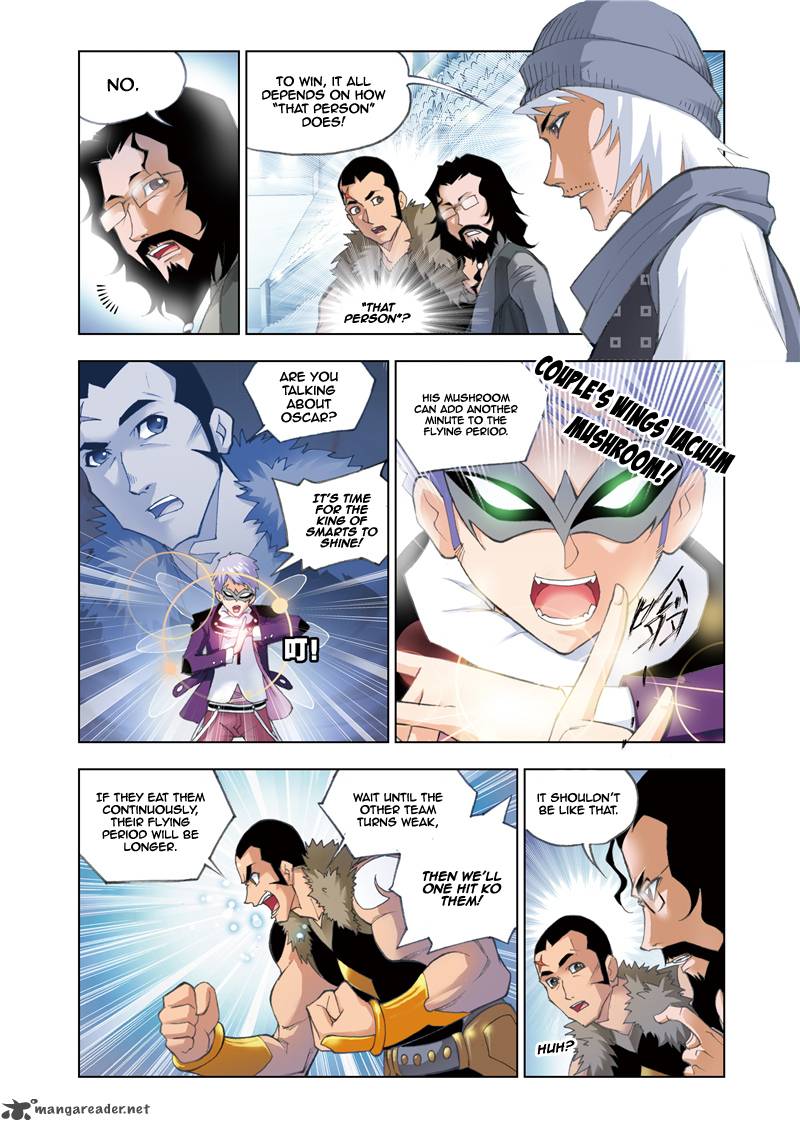 NO.
TO WIN, IT ALL
DEPENDS ON HOW
"THAT PERSON"
DOES!
"THAT
PERSON"?
ARE YOU
TALKING
ABOUT
OSCAR?
IT'S TIME
FOR THE
KING OF
SMARTS TO
SHINE!
叮!
HIS MUSHROOM
CAN ADD ANOTHER
MINUTE TO THE
FLYING PERIOD.
COUPLE'S WINGS VACUUM
MUSHROOM!
IF THEY EAT THEM
CONTINUOUSLY,
THEIR FLYING
PERIOD WILL BE
LONGER.
WAIT UNTIL THE
OTHER TEAM
TURNS WEAK,
THEN WE'LL
ONE HIT KO
THEM!
IT SHOULDN'T
BE LIKE THAT.
HUH?
mangareader.net